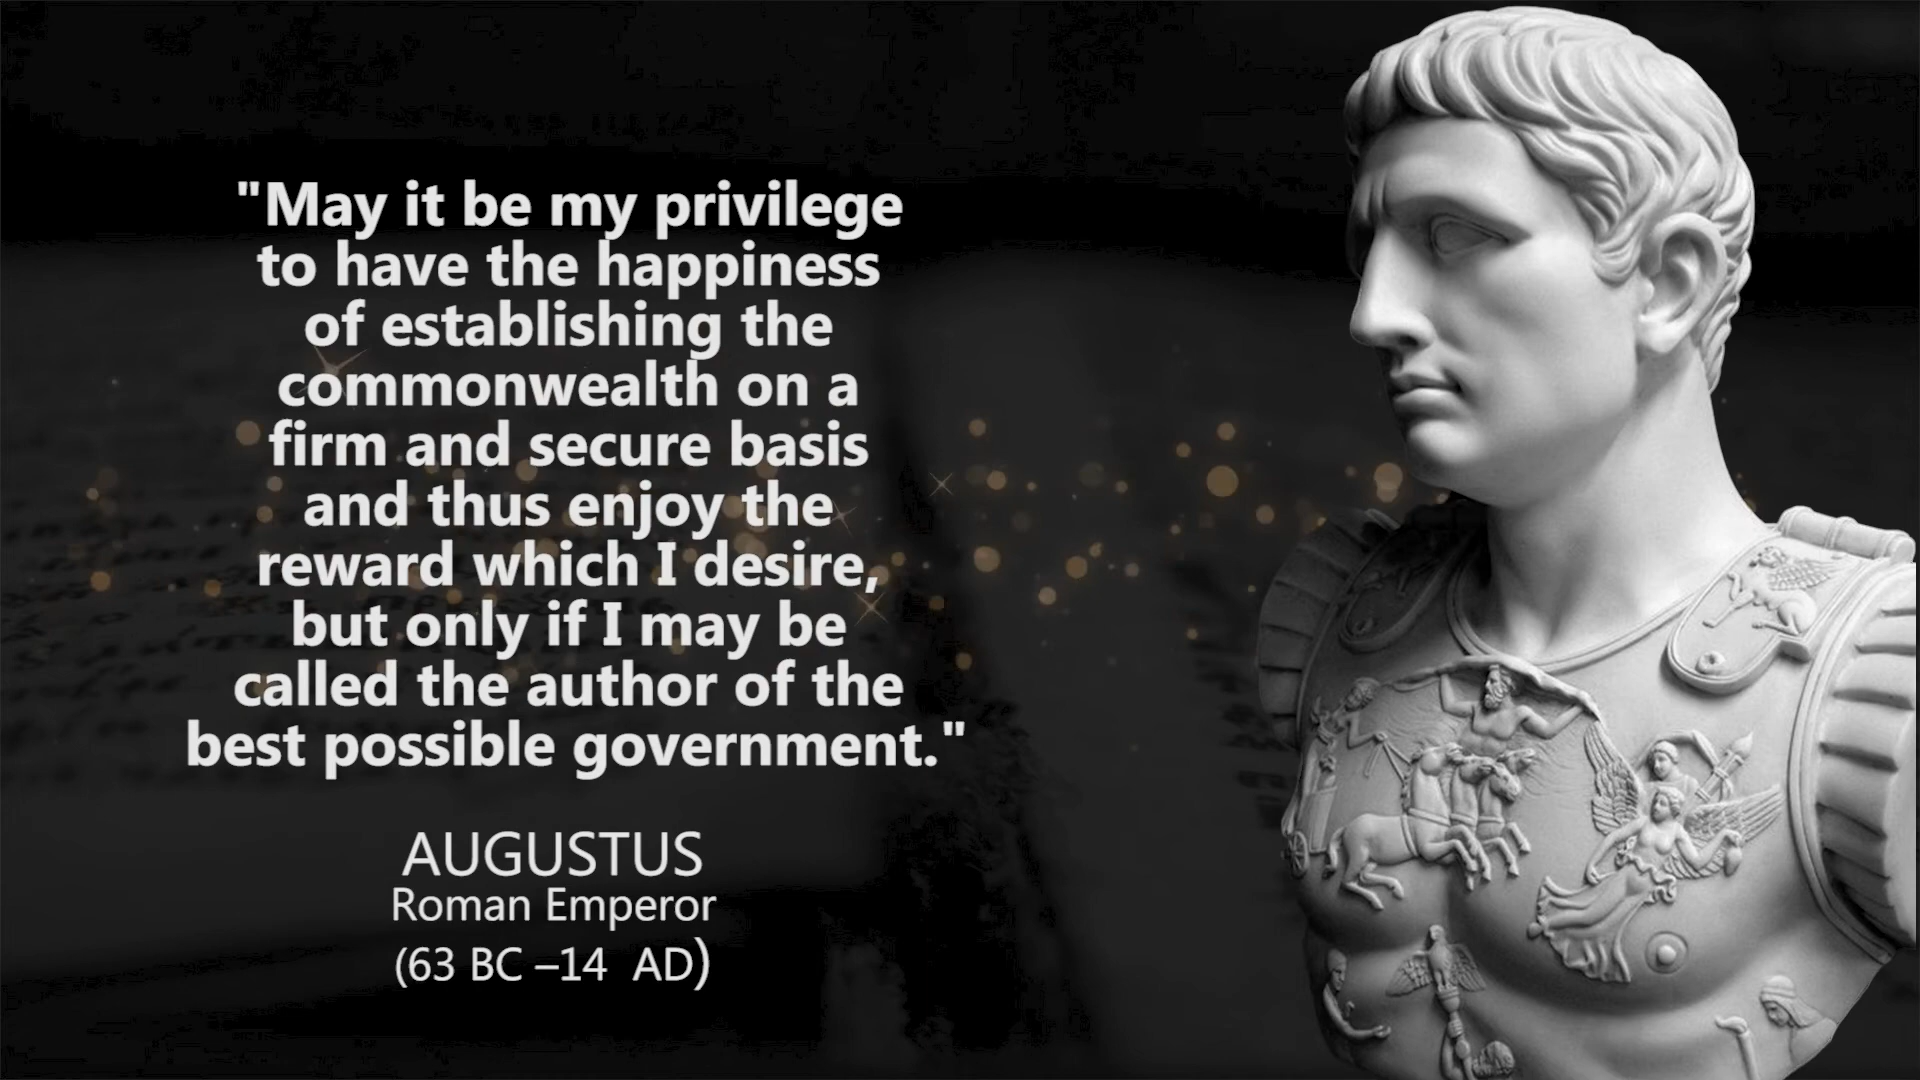 "May it be my privilege
to have the happiness
of establishing the
commonwealth on a
firm and secure basis
and thus enjoy the
reward which I desire,
but only if I may be
called the author of the
best possible government."
AUGUSTUS
Roman Emperor
(63 BC –14  AD)